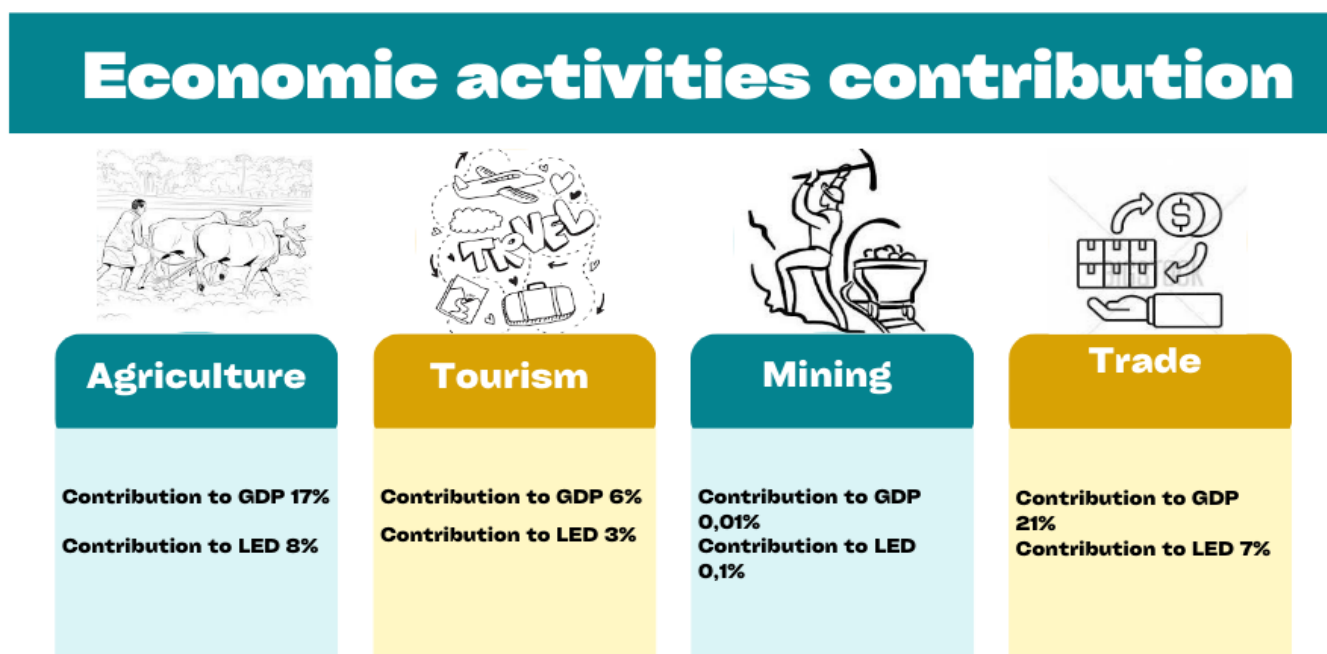 Economic activities contribution
TRAVEL
Agriculture
Tourism
Mining
Trade
Contribution to GDP 17%
Contribution to LED 8%
Contribution to GDP 6%
Contribution to LED 3%
Contribution to GDP
0,01%
Contribution to LED
0,1%
Contribution to GDP
21%
Contribution to LED 7%